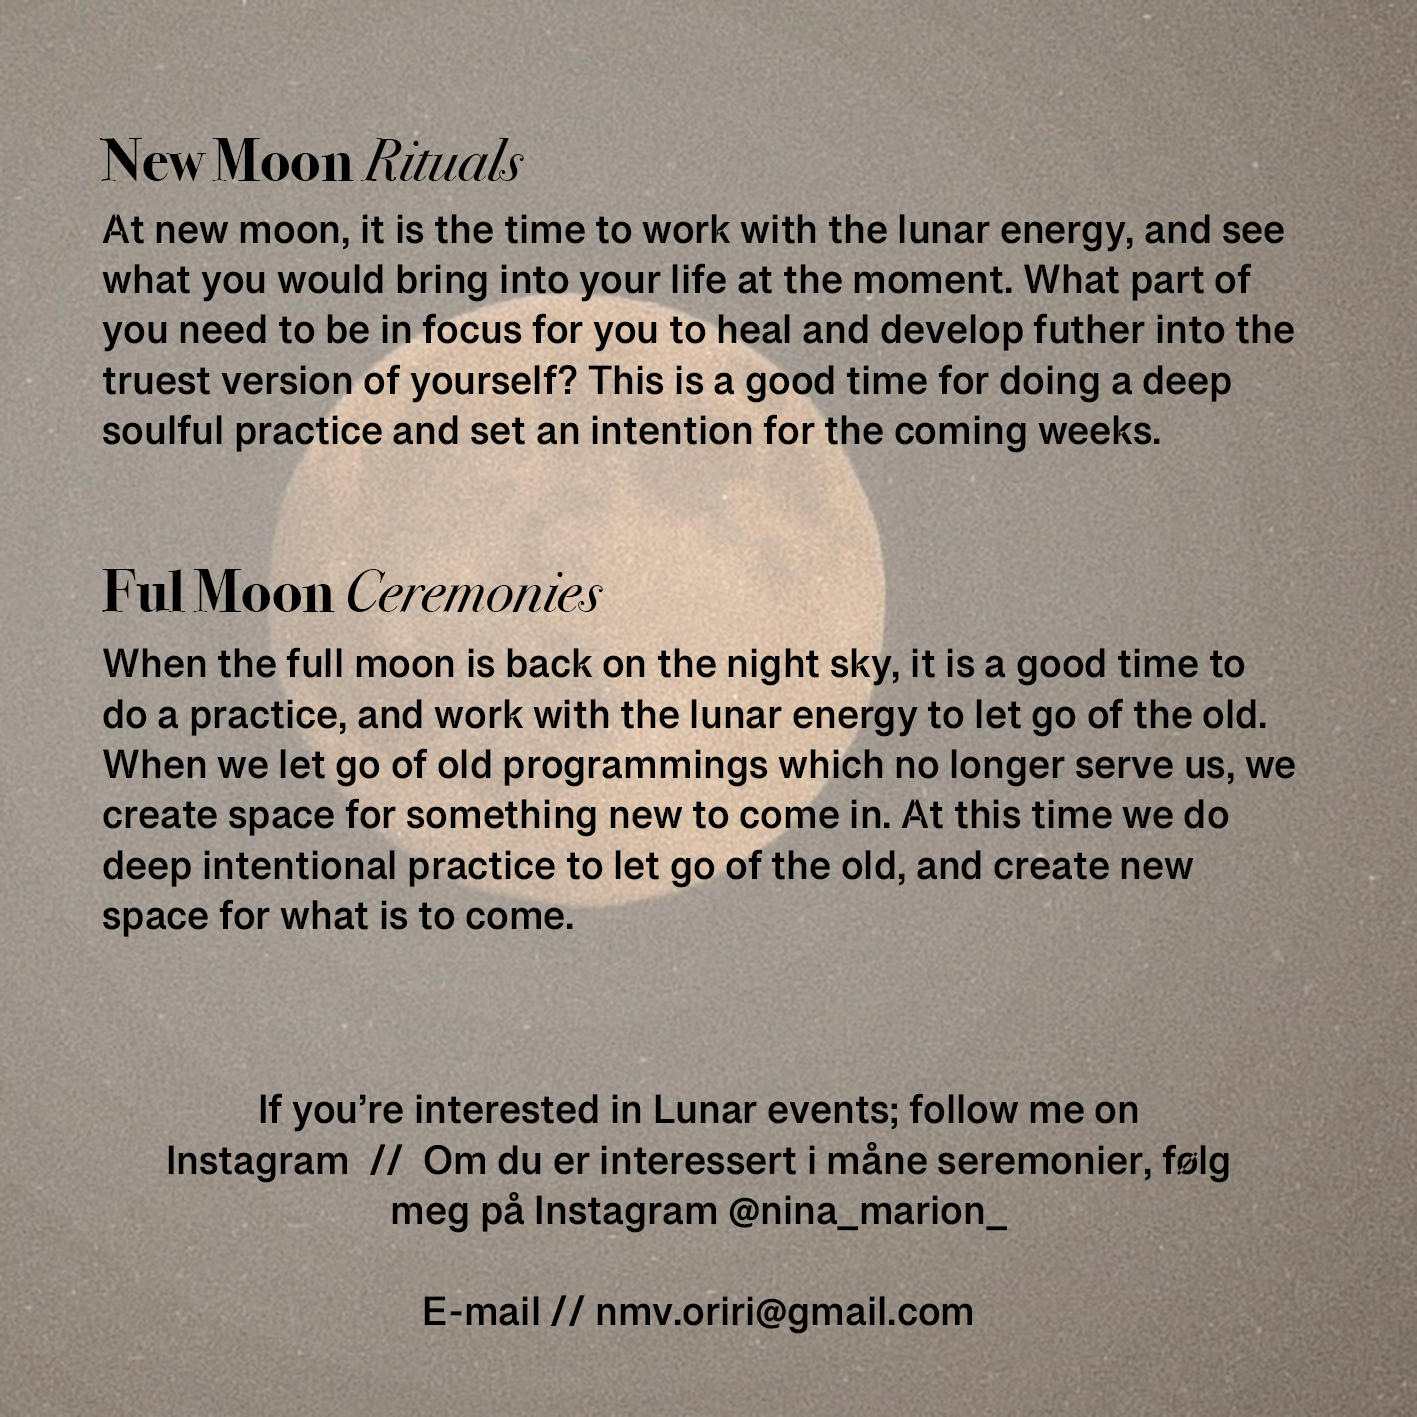 New Moon Rituals
At new moon, it is the time to work with the lunar energy, and see
what you would bring into your life at the moment. What part of
you need to be in focus for you to heal and develop futher into the
truest version of yourself? This is a good time for doing a deep
soulful practice and set an intention for the coming weeks.
Ful Moon Ceremonies
When the full moon is back on the night sky, it is a good time to
do a practice, and work with the lunar energy to let go of the old.
When we let go of old programmings which no longer serve us, we
create space for something new to come in. At this time we do
deep intentional practice to let go of the old, and create new
space for what is to come.
If you’re interested in Lunar events; follow me on
Instagram // Om du er interessert i måne seremonier, følg
meg på Instagram @nina_marion_
E-mail // nmv.oriri@gmail.com